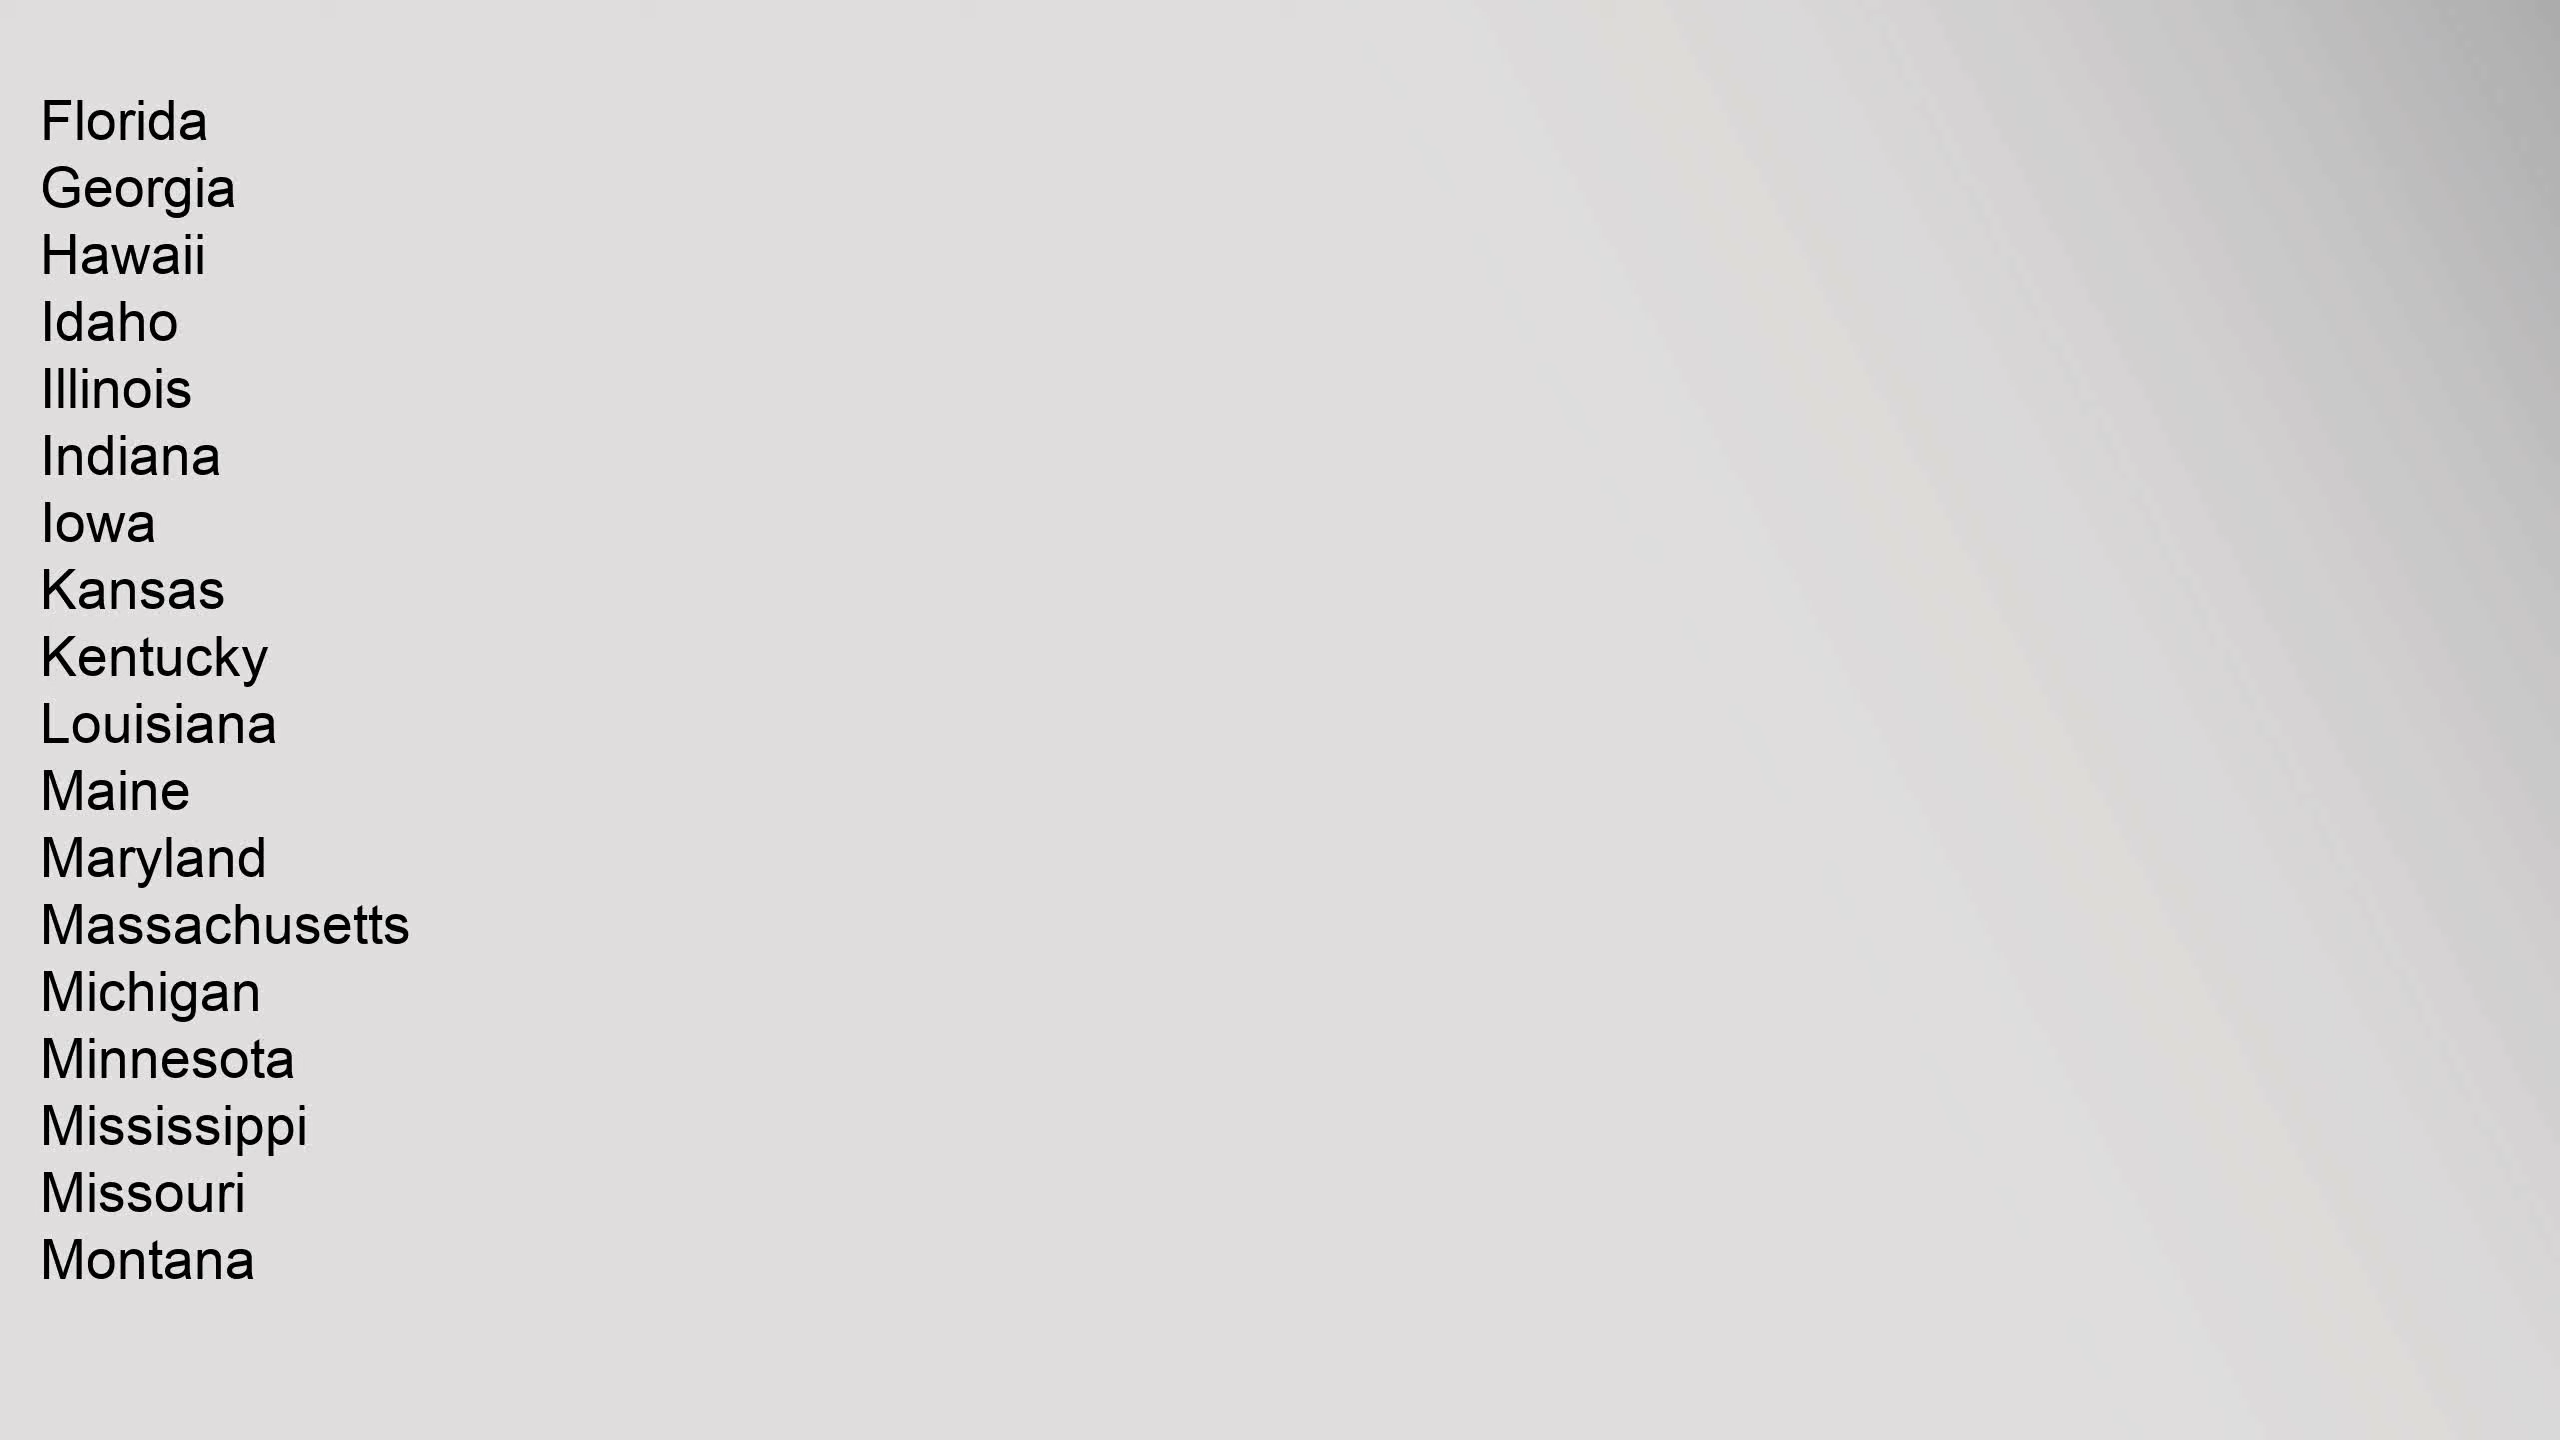 Florida
Georgia
Hawaii
Idaho
Illinois
Indiana
Iowa
Kansas
Kentucky
Louisiana
Maine
Maryland
Massachusetts
Michigan
Minnesota
Mississippi
Missouri
Montana